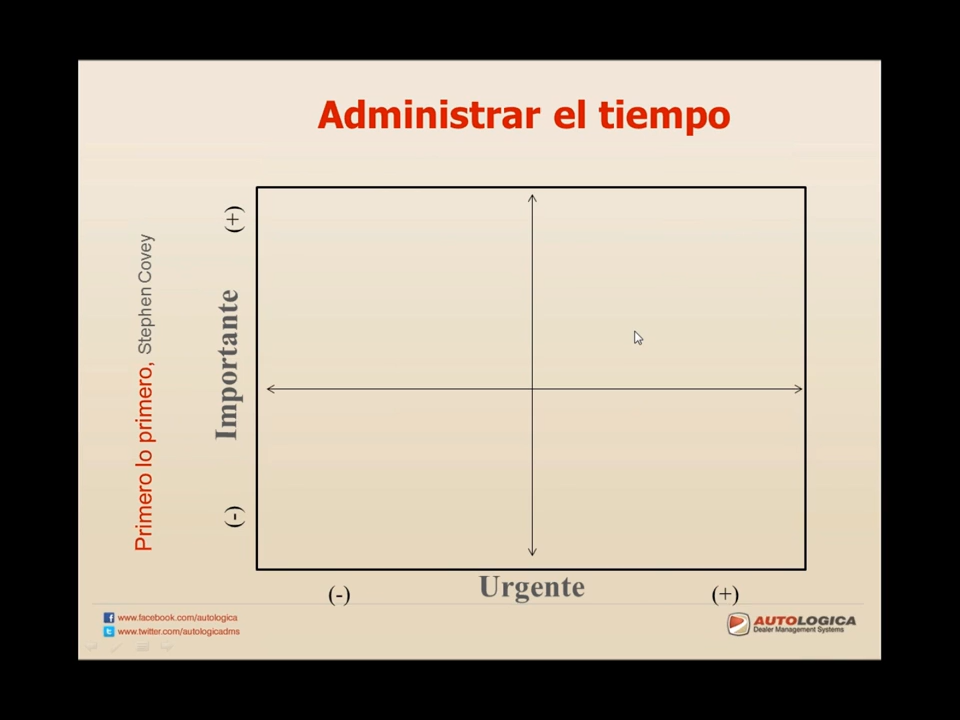 Administrar el tiempo
Primero lo primero, Stephen Covey
(+)
Importante
(-)
(-)
Urgente
(+)
www.facebook.com/autologica
www.twitter.com/autologicadms
AUTOLOGICA
Dealer Management Systems